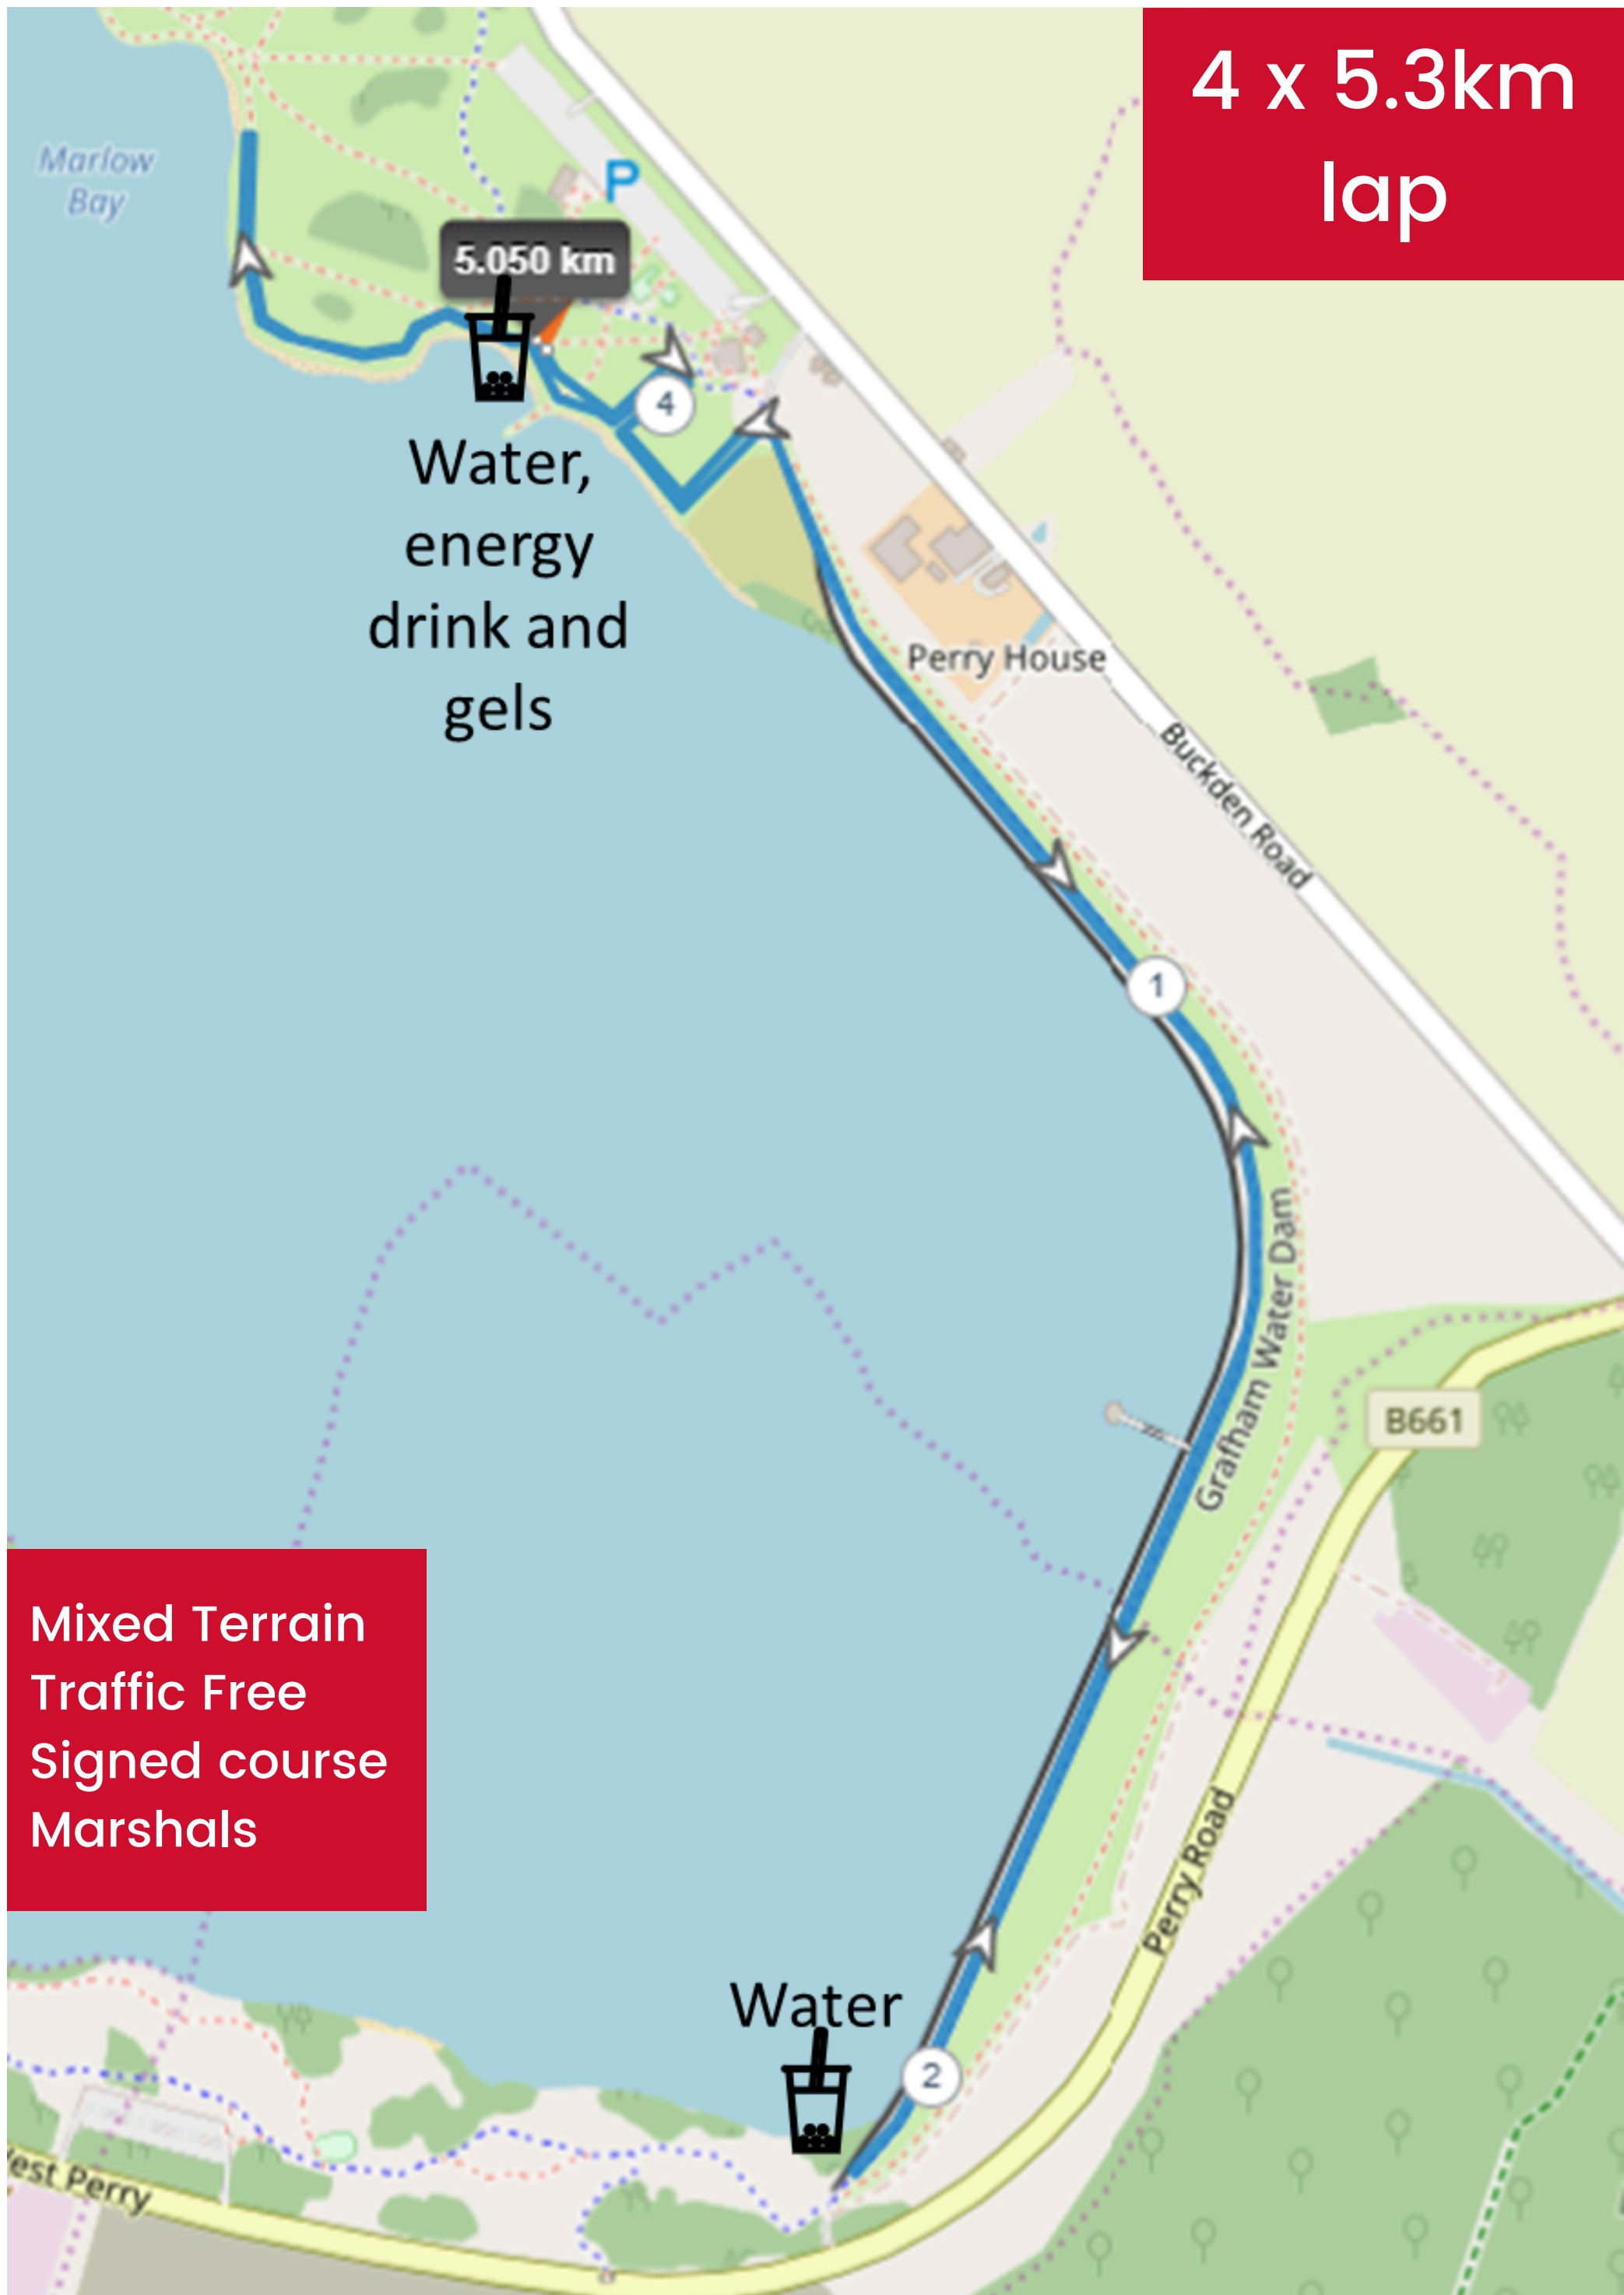 4 x 5.3km
lap
Marlow
Bay
P
5.050 km
4
Water,
energy
drink and
gels
Perry House
Buckden Road
1
Grafham Water Dam
B661
Mixed Terrain
Traffic Free
Signed course
Marshals
Perry Road
Water
2
est Perry